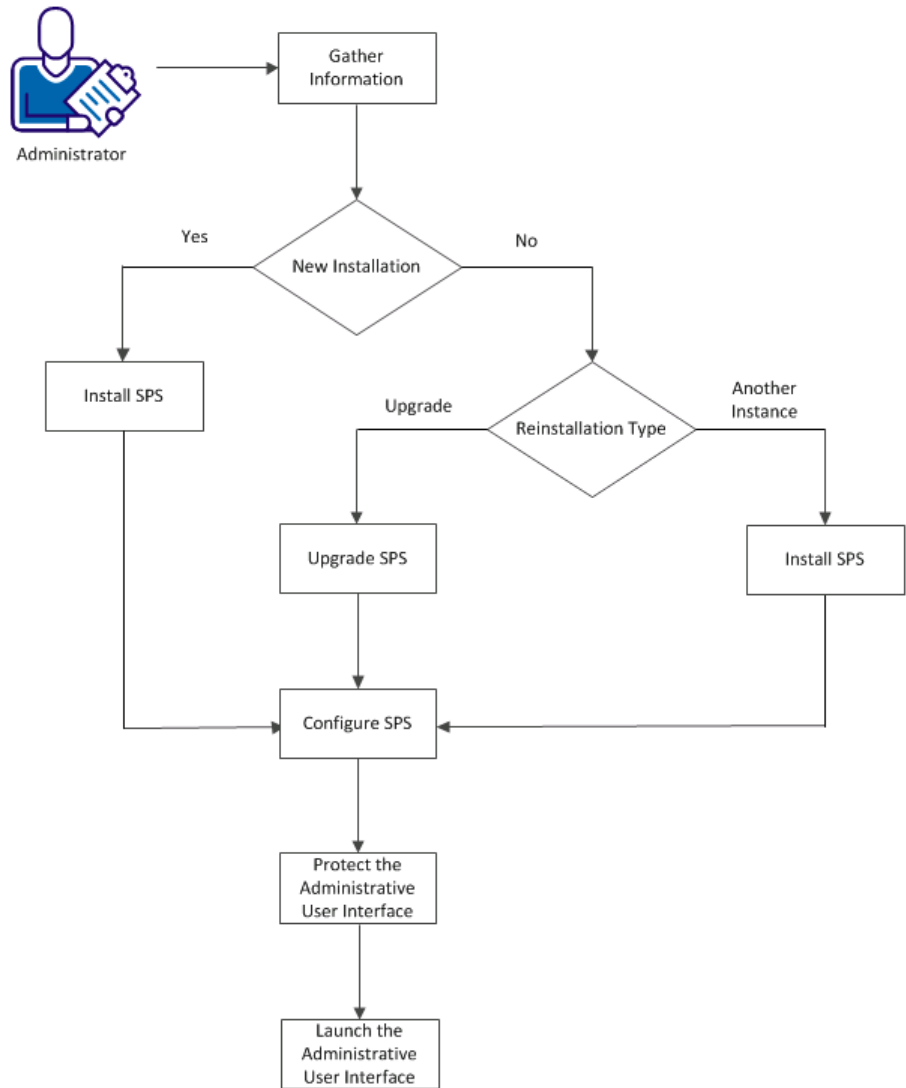 Gather
Information
Administrator
Yes
No
New Installation
Install SPS
Another
Instance
Upgrade
Reinstallation Type
Upgrade SPS
Install SPS
Configure SPS
Protect the
Administrative
User Interface
Launch the
Administrative
User Interface